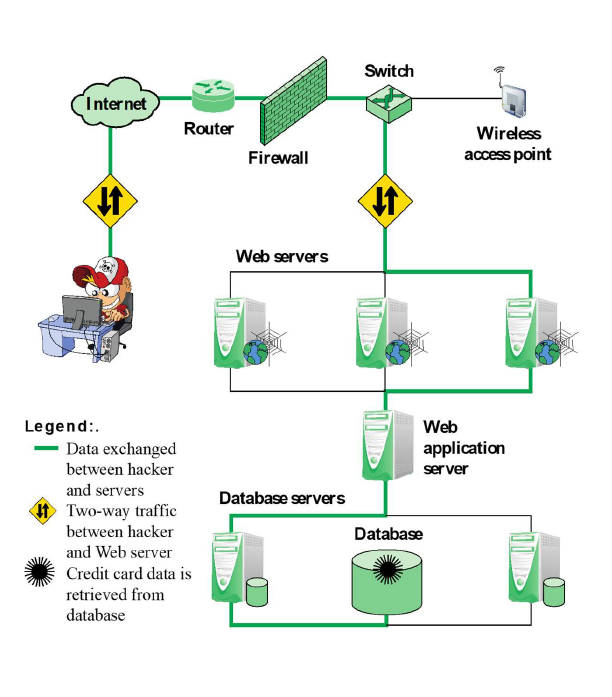 Switch
Internet
Router
Firewall
Wireless
access point
Web servers
Web
application
server
Legend:.
Data exchanged
between hacker
and servers
Two-way traffic
between hacker
and Web server
Credit card data is
retrieved from
database
Database servers
Database